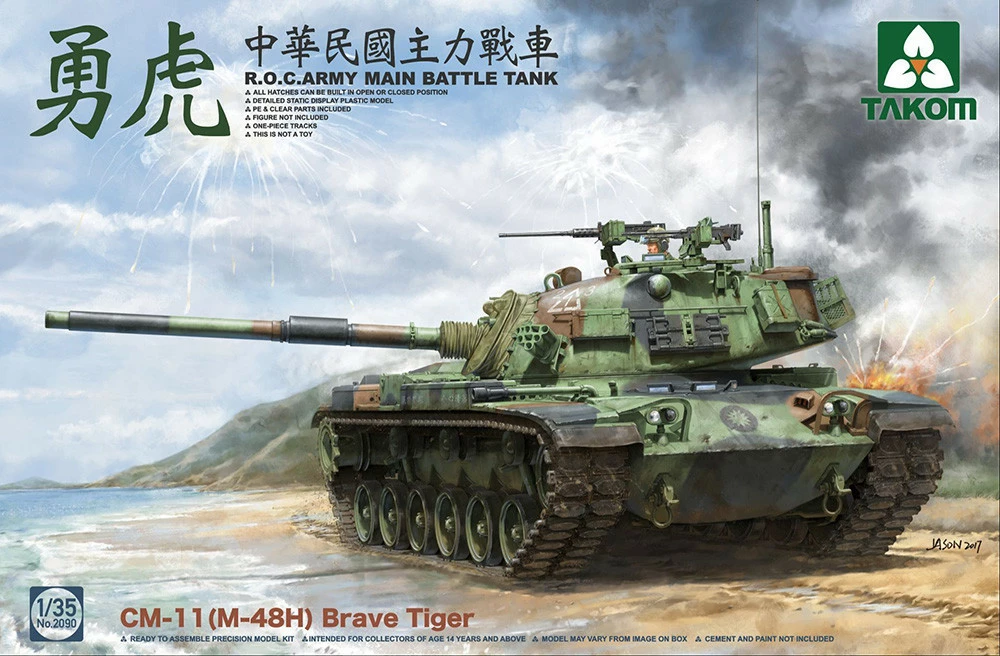 勇虎
中華民國主力戰車
R.O.C.ARMY MAIN BATTLE TANK
ALL HATCHES CAN BE BUILT IN OPEN OR CLOSED POSITION
DETAILED STATIC DISPLAY PLASTIC MODEL
PE & CLEAR PARTS INCLUDED
FIGURE NOT INCLUDED
ONE-PIECE TRACKS
THIS IS NOT A TOY
TAKOM
JASON 2017
1/35
No.2090
CM-11(M-48H) Brave Tiger
READY TO ASSEMBLE PRECISION MODEL KIT INTENDED FOR COLLECTORS OF AGE 14 YEARS AND ABOVE MODEL MAY VARY FROM IMAGE ON BOX CEMENT AND PAINT NOT INCLUDED